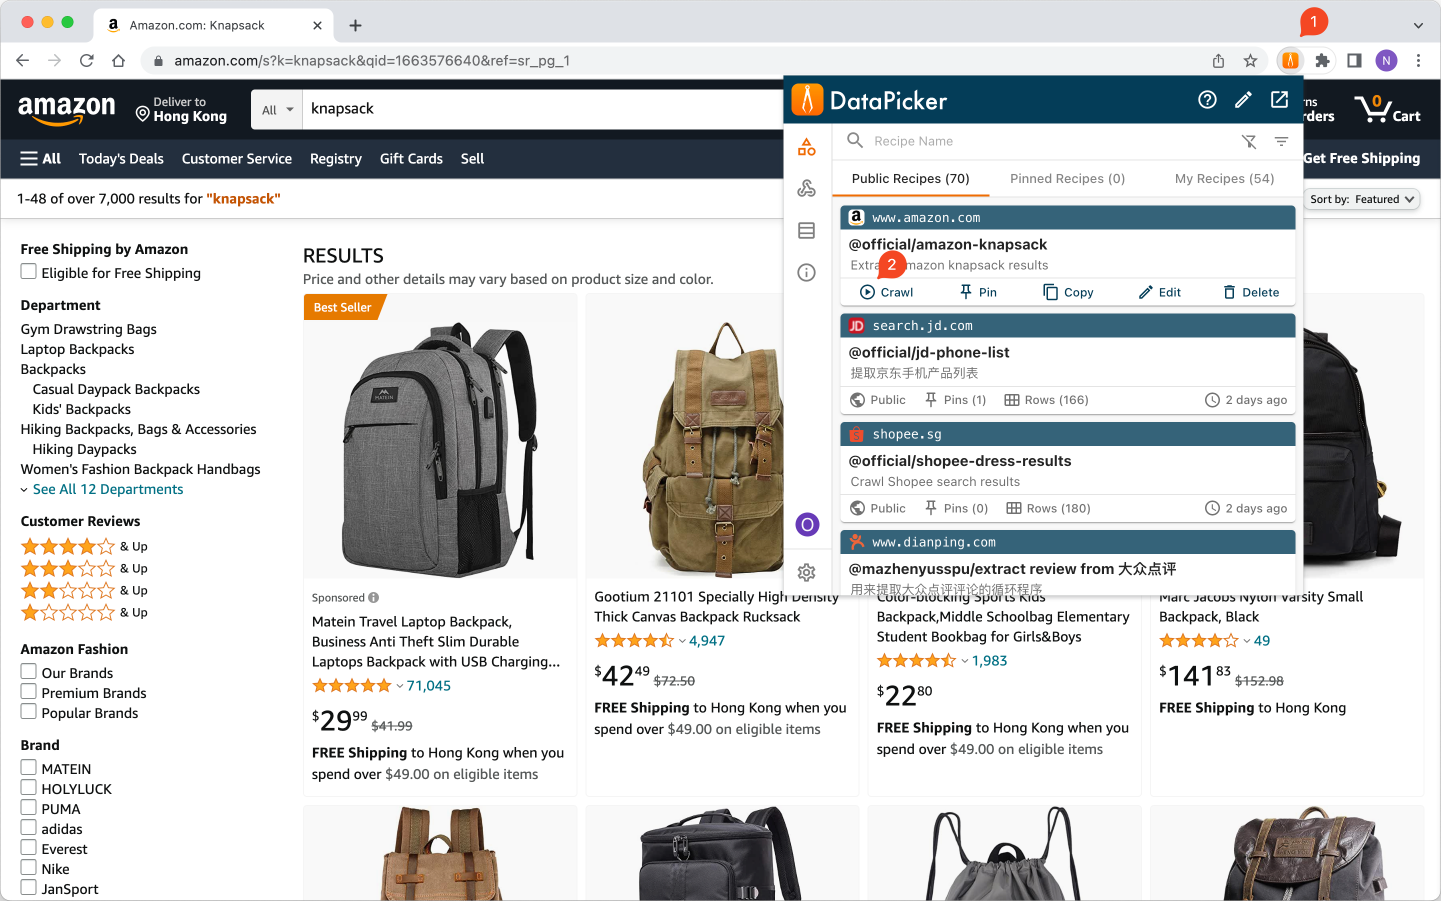 Amazon.com: Knapsack
1
amazon.com/s?k=knapsack&qid=1663576640&ref=sr_pg_1
N
amazon
Deliver to
Hong Kong
All
knapsack
0
Cart
All
Today's Deals
Customer Service
Registry
Gift Cards
Sell
Get Free Shipping
1-48 of over 7,000 results for "knapsack"
Sort by: Featured
DataPicker
Recipe Name
Public Recipes (70)
Pinned Recipes (0)
My Recipes (54)
www.amazon.com
@official/amazon-knapsack
amazon knapsack results
2
Crawl
Pin
Copy
Edit
Delete
JD
search.jd.com
@official/jd-phone-list
提取京东手机产品列表
Public
Pins (1)
Rows (166)
2 days ago
shopee.sg
@official/shopee-dress-results
Crawl Shopee search results
Public
Pins (0)
Rows (180)
2 days ago
www.dianping.com
@mazhenyusspu/extract review from 大众点评
用来提取大众点评评论的循环程序
O
Free Shipping by Amazon
Eligible for Free Shipping
Department
Gym Drawstring Bags
Laptop Backpacks
Backpacks
Casual Daypack Backpacks
Kids' Backpacks
Hiking Backpacks, Bags & Accessories
Hiking Daypacks
Women's Fashion Backpack Handbags
See All 12 Departments
Customer Reviews
& Up
& Up
& Up
& Up
Amazon Fashion
Our Brands
Premium Brands
Popular Brands
Brand
MATEIN
HOLYLUCK
PUMA
adidas
Everest
Nike
JanSport
RESULTS
Price and other details may vary based on product size and color.
Best Seller
MATEIN
Sponsored
Matein Travel Laptop Backpack,
Business Anti Theft Slim Durable
Laptops Backpack with USB Charging...
71,045
$29.99 $41.99
FREE Shipping to Hong Kong when you
spend over $49.00 on eligible items
Gootium 21101 Specially High Density
Thick Canvas Backpack Rucksack
4,947
$42.49 $72.50
FREE Shipping to Hong Kong when you
spend over $49.00 on eligible items
Color-blocking Sports Kids
Backpack,Middle Schoolbag Elementary
Student Bookbag for Girls&Boys
1,983
$22.80
FREE Shipping to Hong Kong when you
spend over $49.00 on eligible items
Marc Jacobs Nylon Varsity Small
Backpack, Black
49
$141.83 $152.98
FREE Shipping to Hong Kong